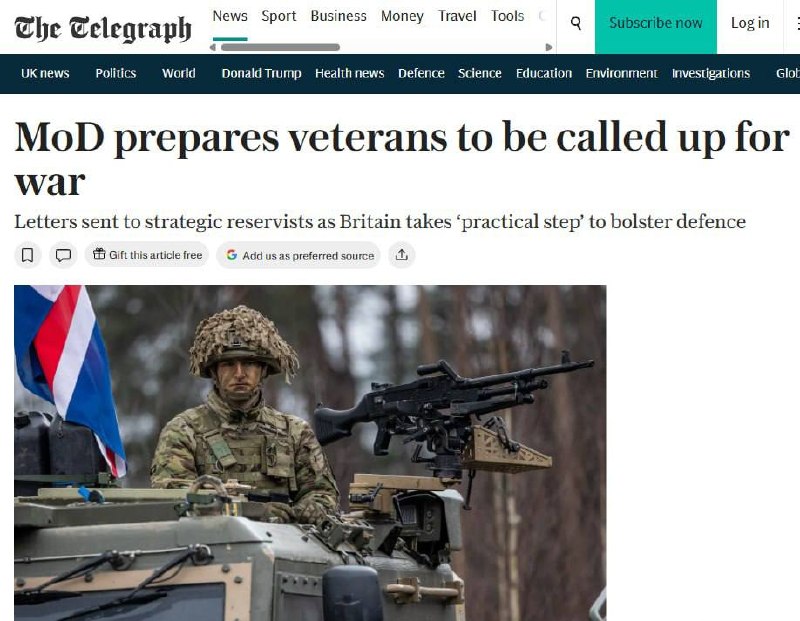 The Telegraph
News Sport Business Money Travel Tools
Subscribe now
Log in
UK news Politics World Donald Trump Health news Defence Science Education Environment Investigations Glob
MoD prepares veterans to be called up for
war
Letters sent to strategic reservists as Britain takes ‘practical step’ to bolster defence
Gift this article free
Add us as preferred source